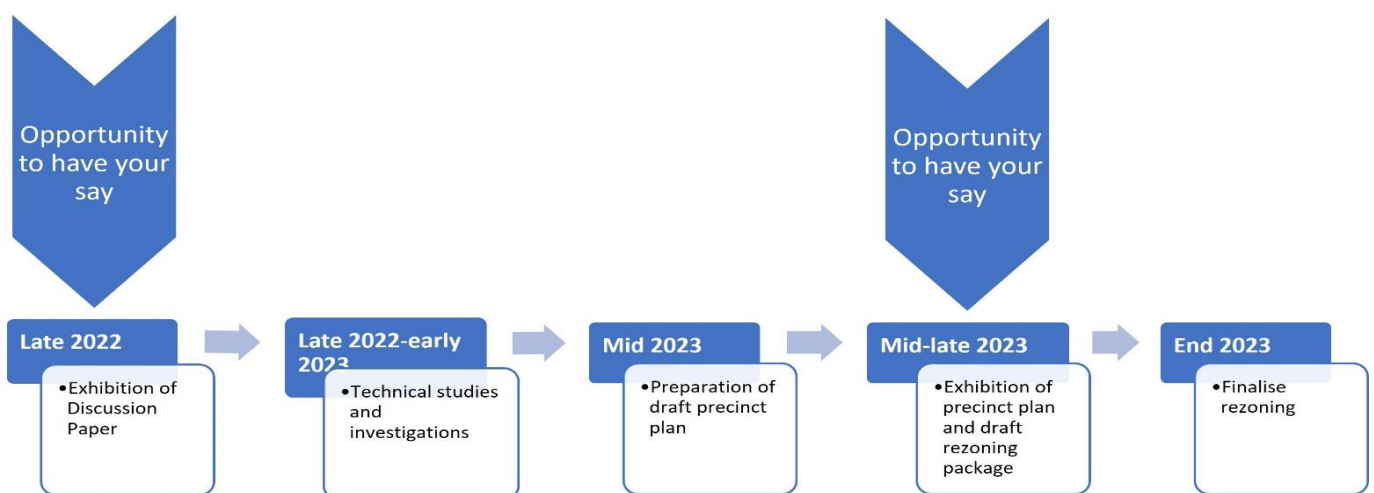 Opportunity
to have your
say
Opportunity
to have your
say
Late 2022
•Exhibition of
Discussion
Paper
Late 2022-early
2023
•Technical studies
and
investigations
Mid 2023
•Preparation of
draft precinct
plan
Mid-late 2023
•Exhibition of
precinct plan
and draft
rezoning
package
End 2023
•Finalise
rezoning